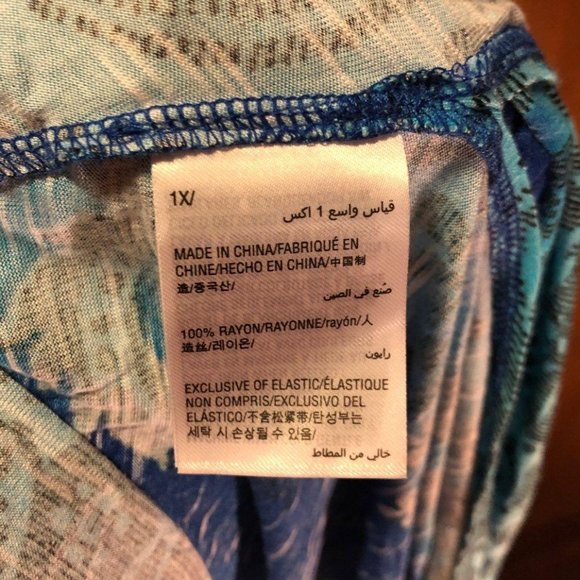 1X/
قياس واسع 1 اكس
MADE IN CHINA/FABRIQUÉ EN
CHINE/HECHO EN CHINA/中國制
造/중국산/
صُنع في الصين
100% RAYON/RAYONNE/rayón/人
造丝/레이온/
رايون
EXCLUSIVE OF ELASTIC/ÉLASTIQUE
NON COMPRIS/EXCLUSIVO DEL
ELÁSTICO/不含松紧带/탄성부는
세탁 시 손상될 수 있음/
خالي من المطاط